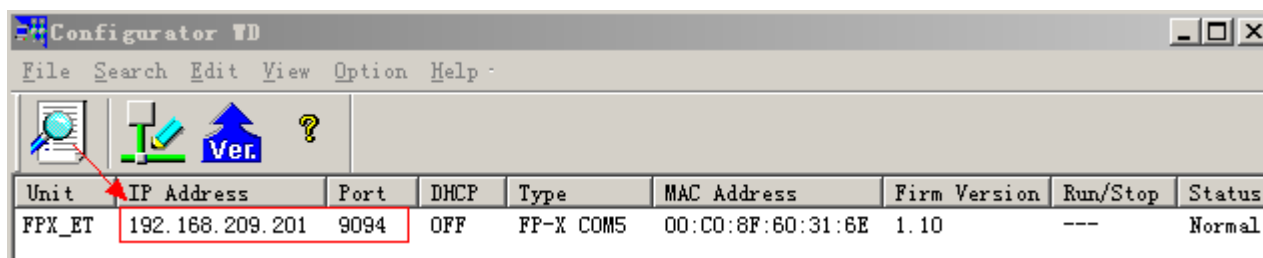 Configurator WD
File Search Edit View Option Help
Ver. ?
Unit IP Address Port DHCP Type MAC Address Firm Version Run/Stop Status
FPX_ET 192.168.209.201 9094 OFF FP-X COM5 00:C0:8F:60:31:6E 1.10 --- Normal